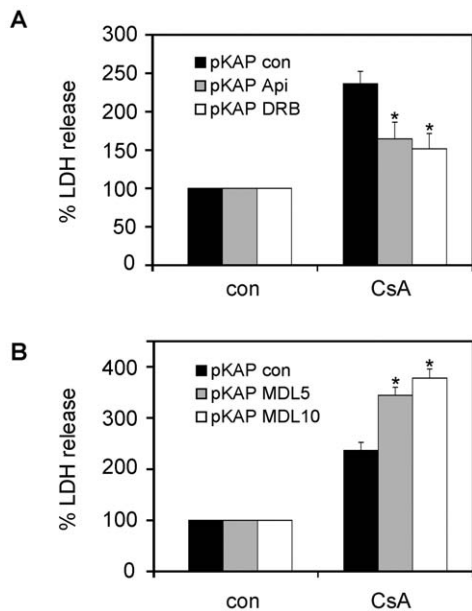 A
300
250
200
150
100
50
0
% LDH release
pKAP con
pKAP Api
pKAP DRB
*
*
con
CsA
B
400
300
200
100
0
% LDH release
pKAP con
pKAP MDL5
pKAP MDL10
*
*
con
CsA